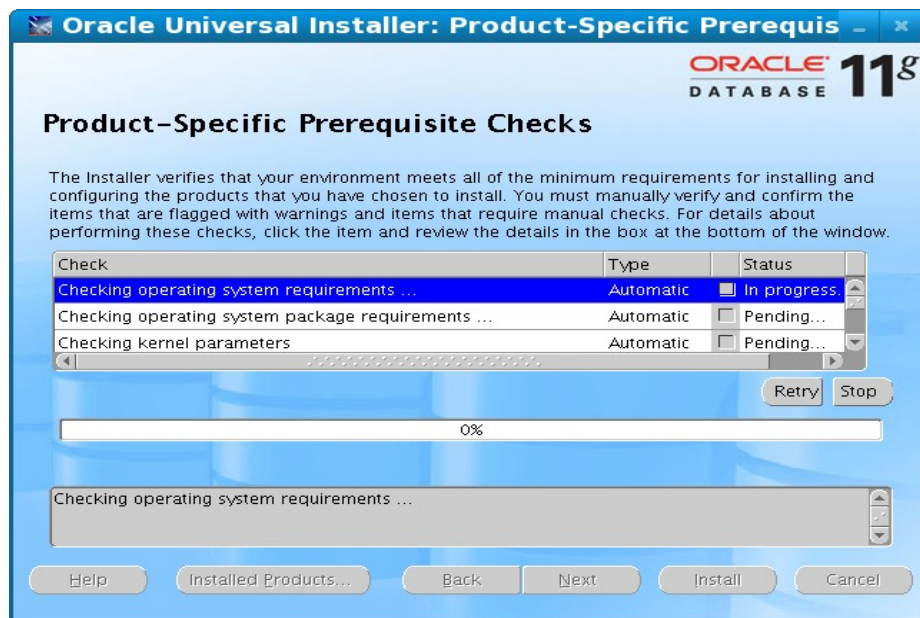 Oracle Universal Installer: Product-Specific Prerequis
ORACLE 11g
DATABASE
Product-Specific Prerequisite Checks
The Installer verifies that your environment meets all of the minimum requirements for installing and
configuring the products that you have chosen to install. You must manually verify and confirm the
items that are flagged with warnings and items that require manual checks. For details about
performing these checks, click the item and review the details in the box at the bottom of the window.
Check Type Status
Checking operating system requirements ... Automatic In progress.
Checking operating system package requirements ... Automatic Pending...
Checking kernel parameters Automatic Pending...
Retry Stop
0%
Checking operating system requirements ...
Help Installed Products... Back Next Install Cancel